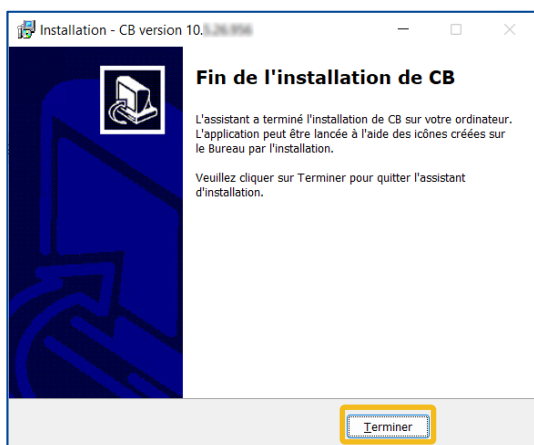 Installation - CB version 10.
Fin de l'installation de CB
L'assistant a terminé l'installation de CB sur votre ordinateur.
L'application peut être lancée à l'aide des icônes créées sur
le Bureau par l'installation.
Veuillez cliquer sur Terminer pour quitter l'assistant
d'installation.
Terminer